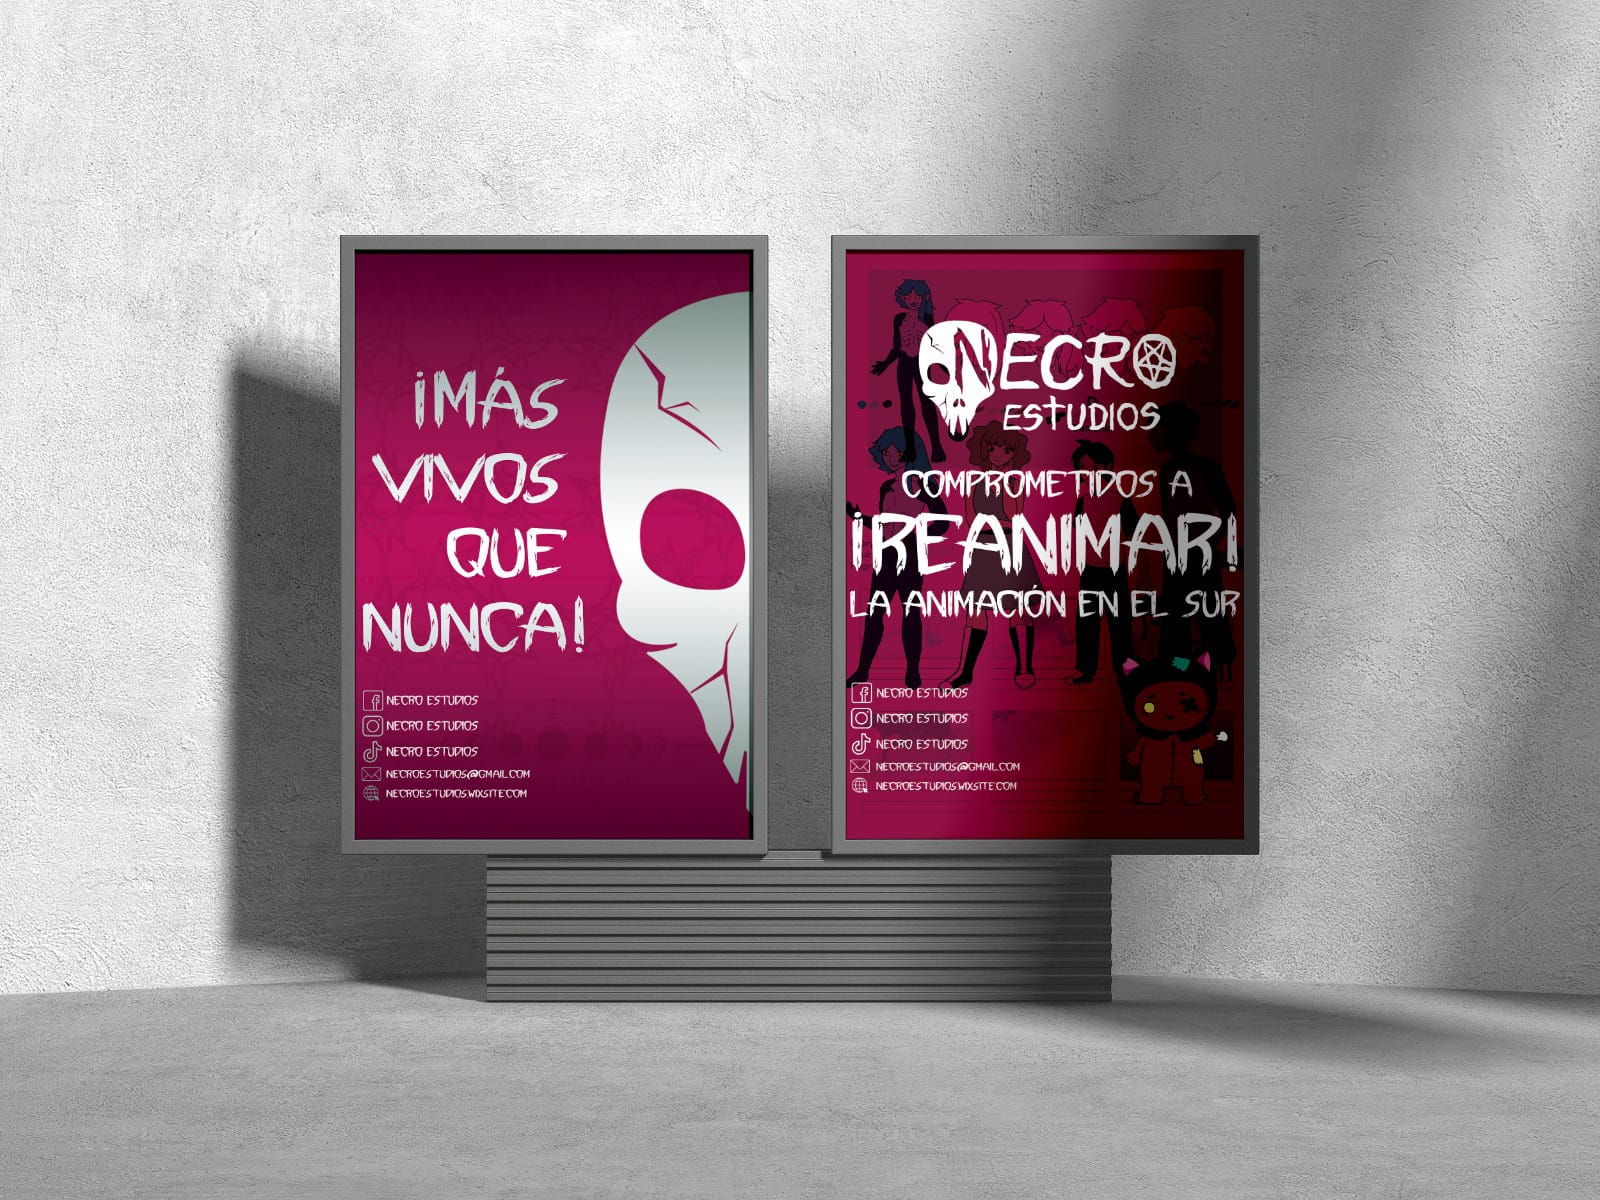 ¡MÁS
VIVOS
QUE
NUNCA!
NECRO ESTUDIOS
NECRO ESTUDIOS
NECRO ESTUDIOS
NECROESTUDIOS@GMAIL.COM
NECROESTUDIOS.WIXSITE.COM
NECRO
ESTUDIOS
COMPROMETIDOS A
¡REANIMAR!
LA ANIMACIÓN EN EL SUR
NECRO ESTUDIOS
NECRO ESTUDIOS
NECRO ESTUDIOS
NECROESTUDIOS@GMAIL.COM
NECROESTUDIOS.WIXSITE.COM